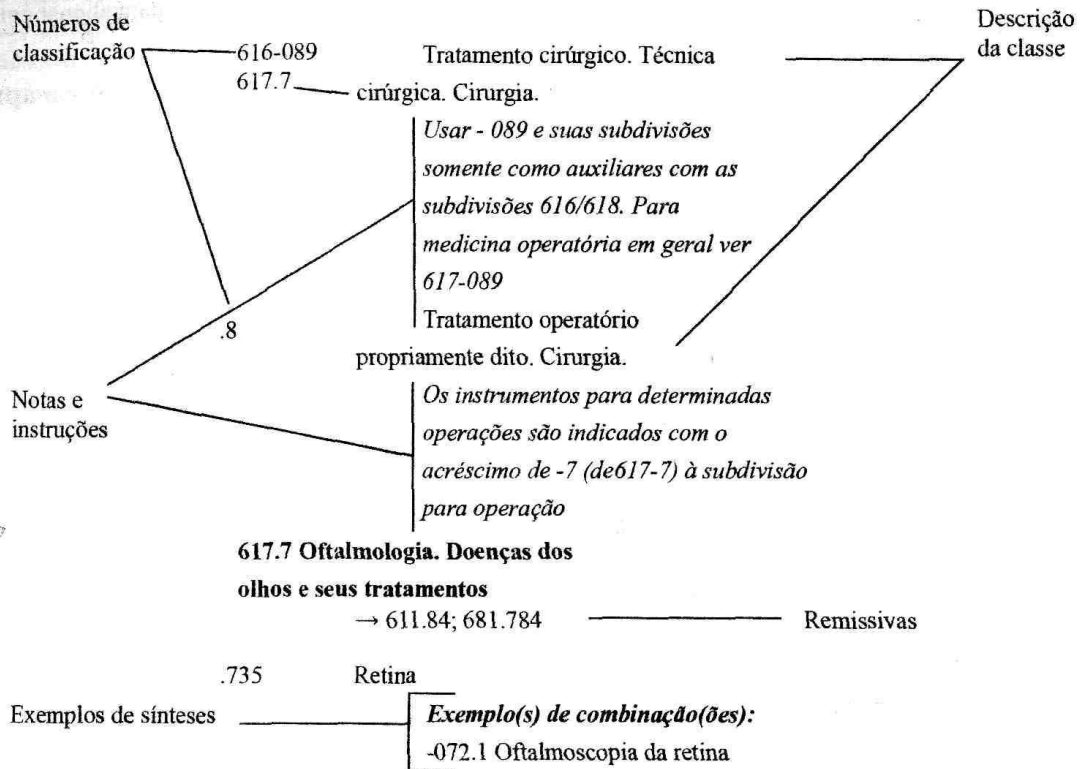 Números de
classificação
Descrição
da classe
616-089 Tratamento cirúrgico. Técnica
617.7 cirúrgica. Cirurgia.
Usar - 089 e suas subdivisões
somente como auxiliares com as
subdivisões 616/618. Para
medicina operatória em geral ver
617-089
.8
Tratamento operatório
propriamente dito. Cirurgia.
Notas e
instruções
Os instrumentos para determinadas
operações são indicados com o
acréscimo de -7 (de617-7) à subdivisão
para operação
617.7 Oftalmologia. Doenças dos
olhos e seus tratamentos
→ 611.84; 681.784 Remissivas
.735 Retina
Exemplos de sínteses
Exemplo(s) de combinação(ões):
-072.1 Oftalmoscopia da retina